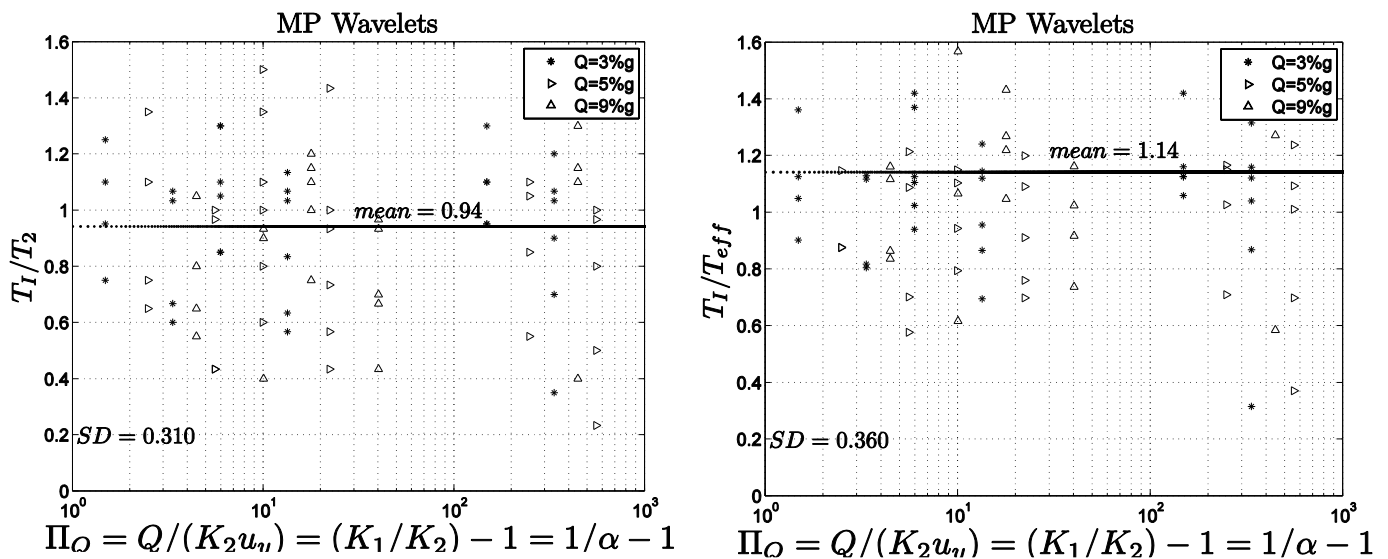 MP Wavelets
1.6
1.4
1.2
1
0.8
0.6
0.4
0.2
0
T_I/T_2
Q=3%g
Q=5%g
Q=9%g
mean = 0.94
SD = 0.310
10^0 10^1 10^2 10^3
Π_Q = Q/(K_2u_y) = (K_1/K_2) − 1 = 1/α − 1
MP Wavelets
1.6
1.4
1.2
1
0.8
0.6
0.4
0.2
0
T_I/T_eff
Q=3%g
Q=5%g
Q=9%g
mean = 1.14
SD = 0.360
10^0 10^1 10^2 10^3
Π_Q = Q/(K_2u_y) = (K_1/K_2) − 1 = 1/α − 1